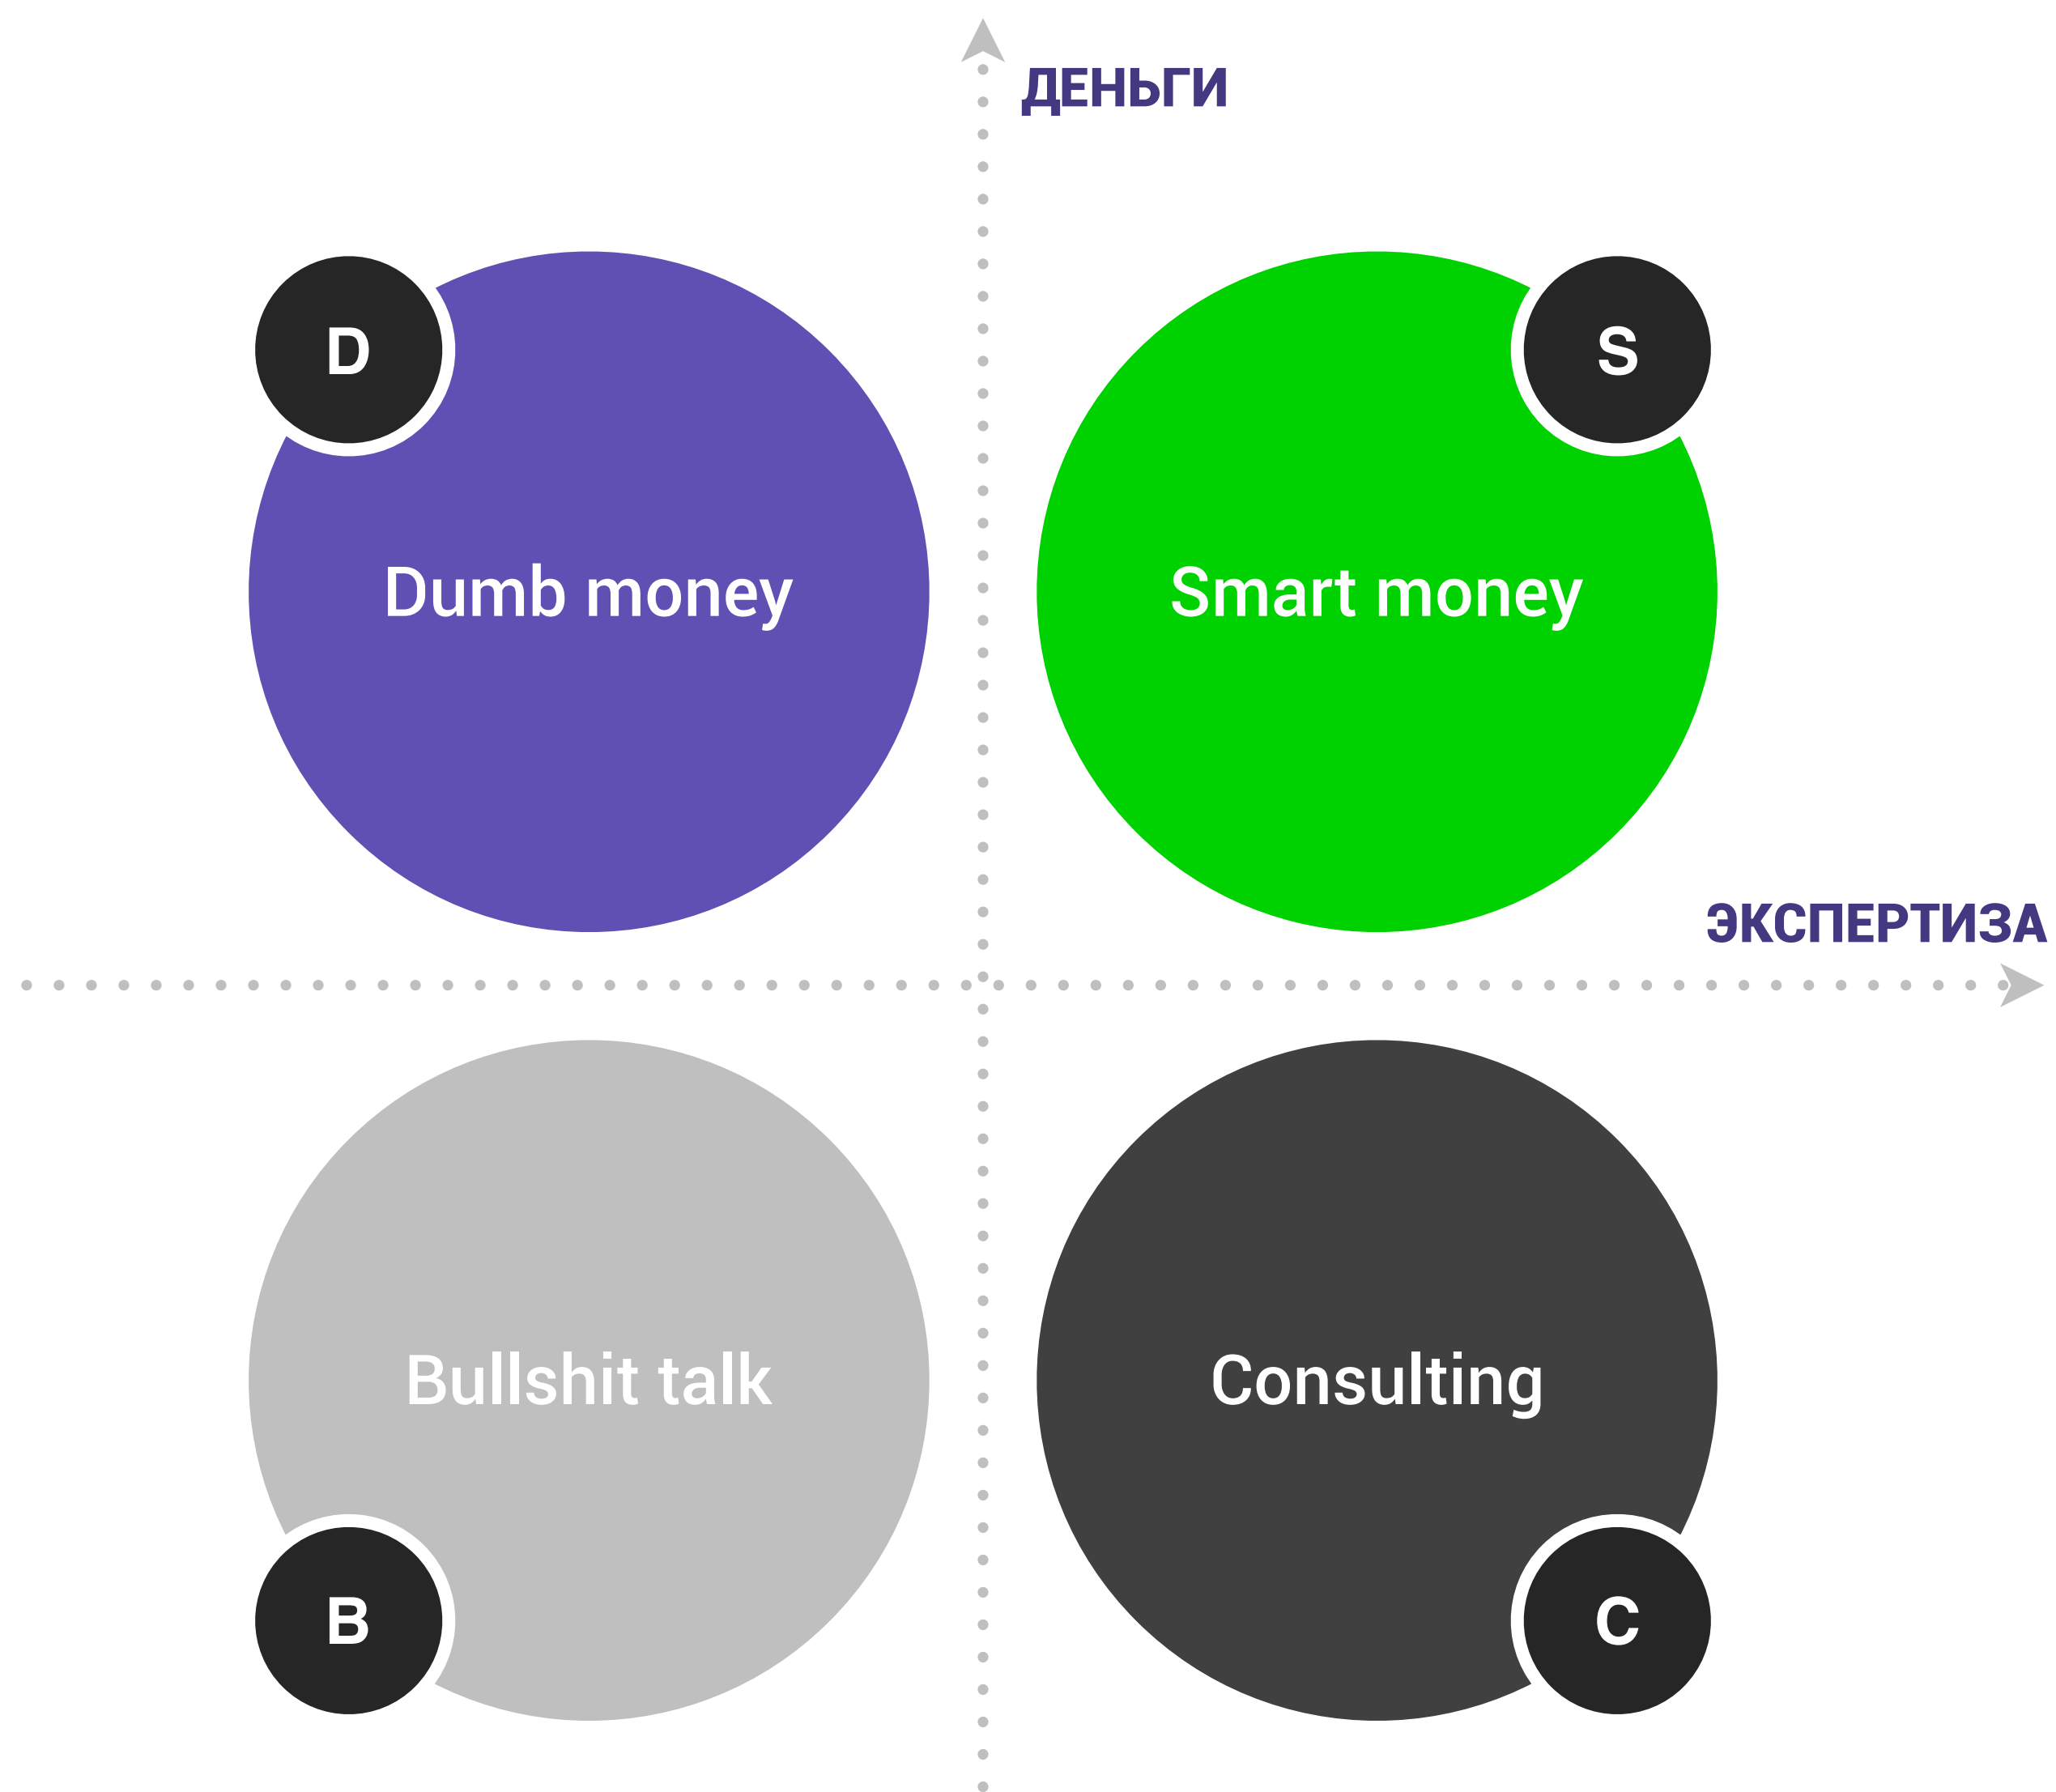 ДЕНЬГИ
D
S
Dumb money
Smart money
ЭКСПЕРТИЗА
Bullshit talk
Consulting
B
C